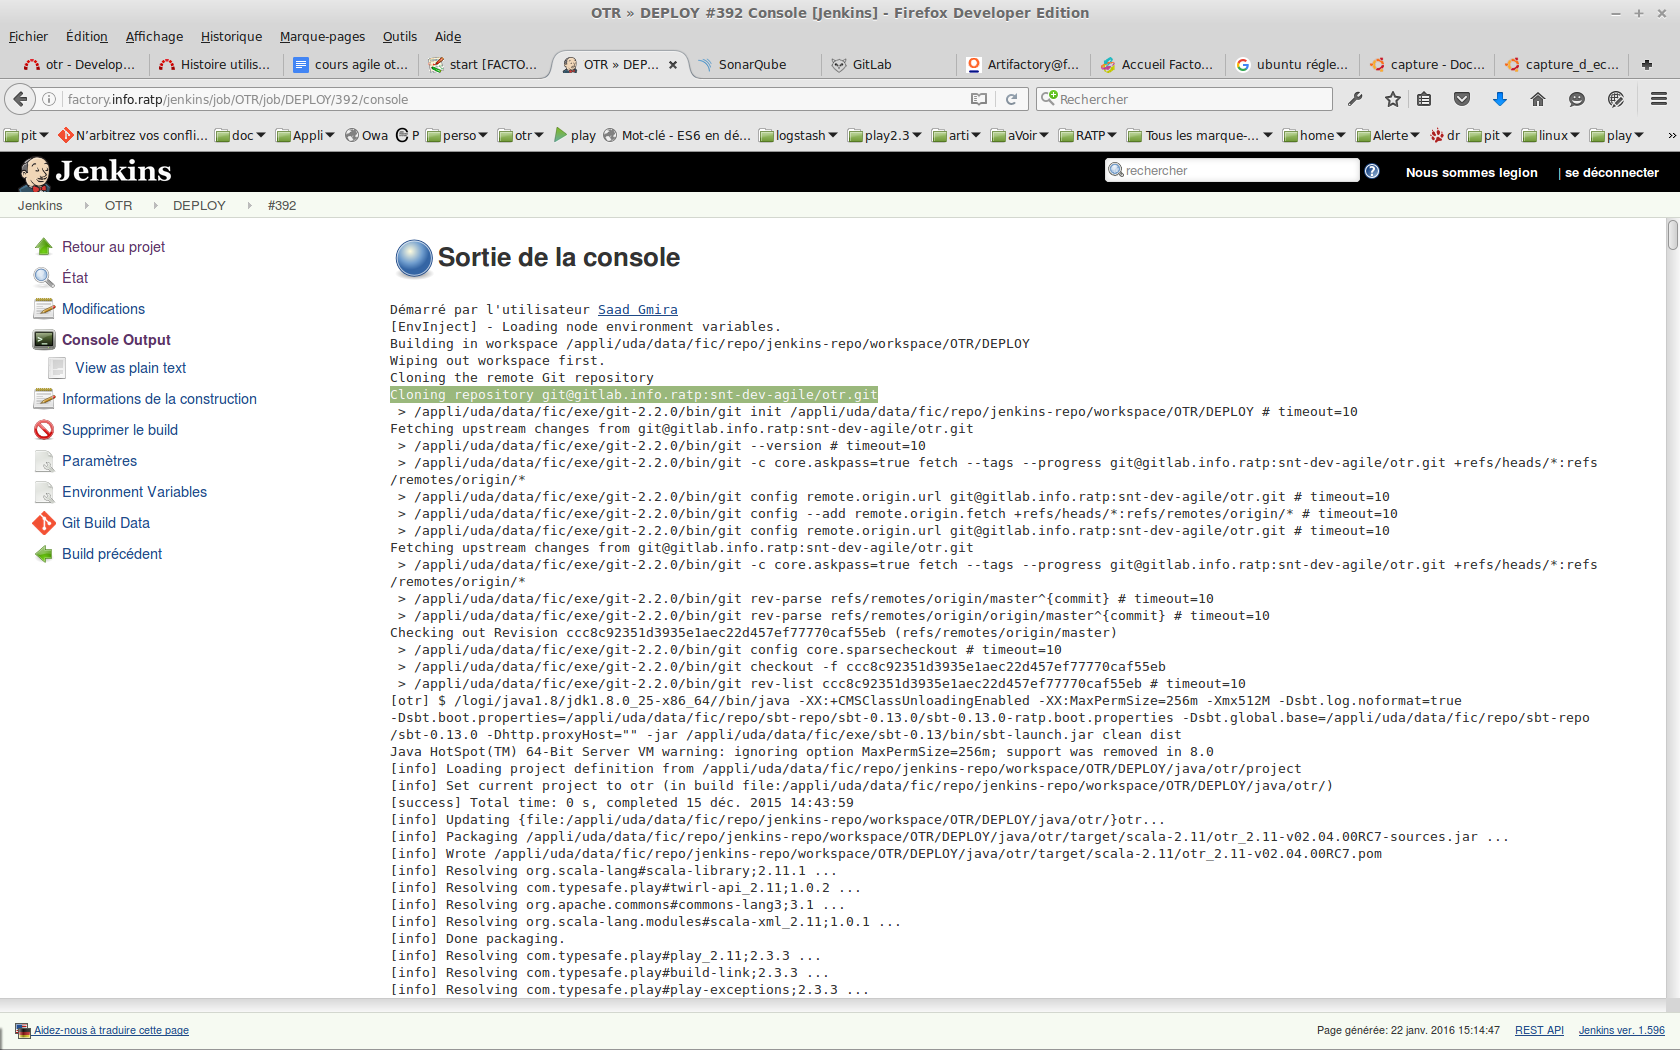 OTR » DEPLOY #392 Console [Jenkins] - Firefox Developer Edition
Fichier Édition Affichage Historique Marque-pages Outils Aide
otr - Develop... Histoire utilis... cours agile ot... start [FACTO... OTR » DEP... SonarQube GitLab Artifactory@f... Accueil Facto... ubuntu régle... capture - Doc... capture_d_ec...
factory.info.ratp/jenkins/job/OTR/job/DEPLOY/392/console Rechercher
pit N'arbitrez vos confli... doc Appli Owa P perso otr play Mot-clé - ES6 en dé... logstash play2.3 arti aVoir RATP Tous les marque-... home Alerte dr pit linux play »
Jenkins rechercher Nous sommes legion | se déconnecter
Jenkins OTR DEPLOY #392
Retour au projet
État
Modifications
Console Output
View as plain text
Informations de la construction
Supprimer le build
Paramètres
Environment Variables
Git Build Data
Build précédent
Sortie de la console
Démarré par l'utilisateur Saad Gmira
[EnvInject] - Loading node environment variables.
Building in workspace /appli/uda/data/fic/repo/jenkins-repo/workspace/OTR/DEPLOY
Wiping out workspace first.
Cloning the remote Git repository
Cloning repository git@gitlab.info.ratp:snt-dev-agile/otr.git
> /appli/uda/data/fic/exe/git-2.2.0/bin/git init /appli/uda/data/fic/repo/jenkins-repo/workspace/OTR/DEPLOY # timeout=10
Fetching upstream changes from git@gitlab.info.ratp:snt-dev-agile/otr.git
> /appli/uda/data/fic/exe/git-2.2.0/bin/git --version # timeout=10
> /appli/uda/data/fic/exe/git-2.2.0/bin/git -c core.askpass=true fetch --tags --progress git@gitlab.info.ratp:snt-dev-agile/otr.git +refs/heads/*:refs
/remotes/origin/*
> /appli/uda/data/fic/exe/git-2.2.0/bin/git config remote.origin.url git@gitlab.info.ratp:snt-dev-agile/otr.git # timeout=10
> /appli/uda/data/fic/exe/git-2.2.0/bin/git config --add remote.origin.fetch +refs/heads/*:refs/remotes/origin/* # timeout=10
> /appli/uda/data/fic/exe/git-2.2.0/bin/git config remote.origin.url git@gitlab.info.ratp:snt-dev-agile/otr.git # timeout=10
Fetching upstream changes from git@gitlab.info.ratp:snt-dev-agile/otr.git
> /appli/uda/data/fic/exe/git-2.2.0/bin/git -c core.askpass=true fetch --tags --progress git@gitlab.info.ratp:snt-dev-agile/otr.git +refs/heads/*:refs
/remotes/origin/*
> /appli/uda/data/fic/exe/git-2.2.0/bin/git rev-parse refs/remotes/origin/master^{commit} # timeout=10
> /appli/uda/data/fic/exe/git-2.2.0/bin/git rev-parse refs/remotes/origin/origin/master^{commit} # timeout=10
Checking out Revision ccc8c92351d3935e1aec22d457ef77770caf55eb (refs/remotes/origin/master)
> /appli/uda/data/fic/exe/git-2.2.0/bin/git config core.sparsecheckout # timeout=10
> /appli/uda/data/fic/exe/git-2.2.0/bin/git checkout -f ccc8c92351d3935e1aec22d457ef77770caf55eb
> /appli/uda/data/fic/exe/git-2.2.0/bin/git rev-list ccc8c92351d3935e1aec22d457ef77770caf55eb # timeout=10
[otr] $ /logi/java1.8/jdk1.8.0_25-x86_64//bin/java -XX:+CMSClassUnloadingEnabled -XX:MaxPermSize=256m -Xmx512M -Dsbt.log.noformat=true
-Dsbt.boot.properties=/appli/uda/data/fic/repo/sbt-repo/sbt-0.13.0/sbt-0.13.0-ratp.boot.properties -Dsbt.global.base=/appli/uda/data/fic/repo/sbt-repo
/sbt-0.13.0 -Dhttp.proxyHost="" -jar /appli/uda/data/fic/exe/sbt-0.13/bin/sbt-launch.jar clean dist
Java HotSpot(TM) 64-Bit Server VM warning: ignoring option MaxPermSize=256m; support was removed in 8.0
[info] Loading project definition from /appli/uda/data/fic/repo/jenkins-repo/workspace/OTR/DEPLOY/java/otr/project
[info] Set current project to otr (in build file:/appli/uda/data/fic/repo/jenkins-repo/workspace/OTR/DEPLOY/java/otr/)
[success] Total time: 0 s, completed 15 déc. 2015 14:43:59
[info] Updating {file:/appli/uda/data/fic/repo/jenkins-repo/workspace/OTR/DEPLOY/java/otr/}otr...
[info] Packaging /appli/uda/data/fic/repo/jenkins-repo/workspace/OTR/DEPLOY/java/otr/target/scala-2.11/otr_2.11-v02.04.00RC7-sources.jar ...
[info] Wrote /appli/uda/data/fic/repo/jenkins-repo/workspace/OTR/DEPLOY/java/otr/target/scala-2.11/otr_2.11-v02.04.00RC7.pom
[info] Resolving org.scala-lang#scala-library;2.11.1 ...
[info] Resolving com.typesafe.play#twirl-api_2.11;1.0.2 ...
[info] Resolving org.apache.commons#commons-lang3;3.1 ...
[info] Resolving org.scala-lang.modules#scala-xml_2.11;1.0.1 ...
[info] Done packaging.
[info] Resolving com.typesafe.play#play_2.11;2.3.3 ...
[info] Resolving com.typesafe.play#build-link;2.3.3 ...
[info] Resolving com.typesafe.play#play-exceptions;2.3.3 ...
Aidez-nous à traduire cette page Page générée: 22 janv. 2016 15:14:47 REST API Jenkins ver. 1.596